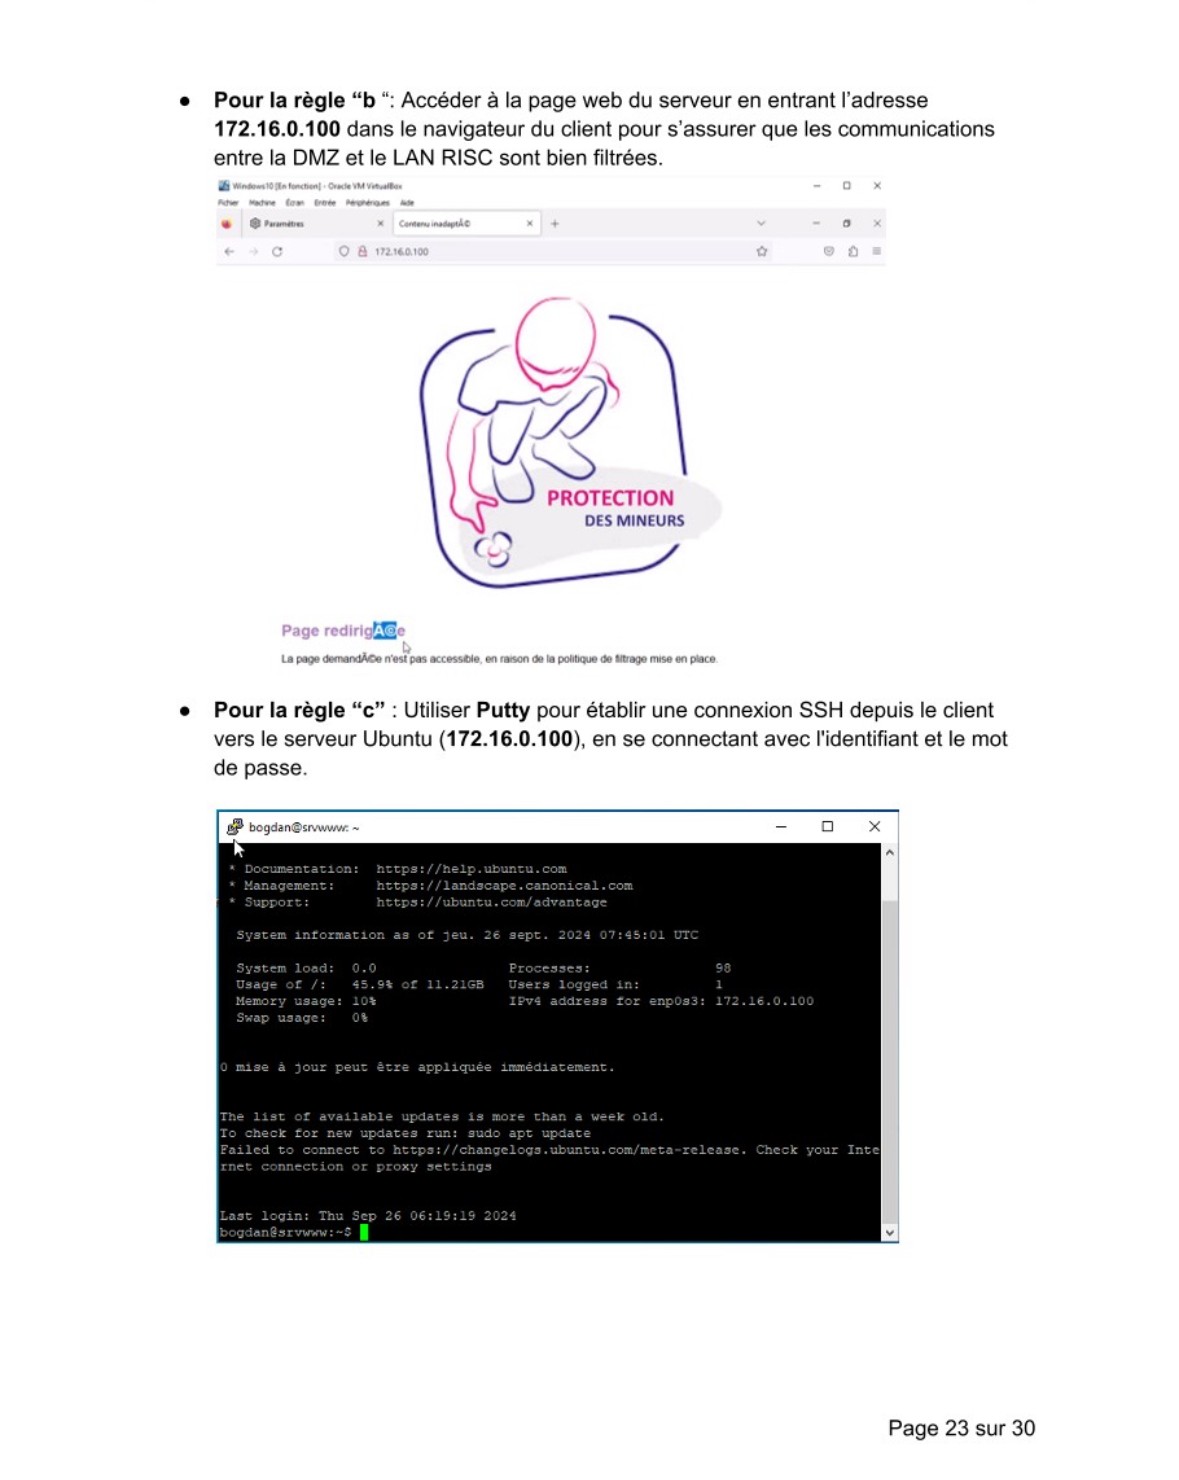 ● Pour la règle “b “: Accéder à la page web du serveur en entrant l’adresse
172.16.0.100 dans le navigateur du client pour s’assurer que les communications
entre la DMZ et le LAN RISC sont bien filtrées.
Windows10 [En fonction] - Oracle VM VirtualBox
Fichier Machine Écran Entrée Périphériques Aide
Paramètres Contenu inadaptÃ©
172.16.0.100
PROTECTION
DES MINEURS
Page redirigÃ©e
La page demandÃ©e n'est pas accessible, en raison de la politique de filtrage mise en place.
● Pour la règle “c” : Utiliser Putty pour établir une connexion SSH depuis le client
vers le serveur Ubuntu (172.16.0.100), en se connectant avec l'identifiant et le mot
de passe.
bogdan@srvwww: ~
* Documentation: https://help.ubuntu.com
* Management: https://landscape.canonical.com
* Support: https://ubuntu.com/advantage
System information as of jeu. 26 sept. 2024 07:45:01 UTC
System load: 0.0 Processes: 98
Usage of /: 45.9% of 11.21GB Users logged in: 1
Memory usage: 10% IPv4 address for enp0s3: 172.16.0.100
Swap usage: 0%
0 mise à jour peut être appliquée immédiatement.
The list of available updates is more than a week old.
To check for new updates run: sudo apt update
Failed to connect to https://changelogs.ubuntu.com/meta-release. Check your Inte
rnet connection or proxy settings
Last login: Thu Sep 26 06:19:19 2024
bogdan@srvwww:~$
Page 23 sur 30